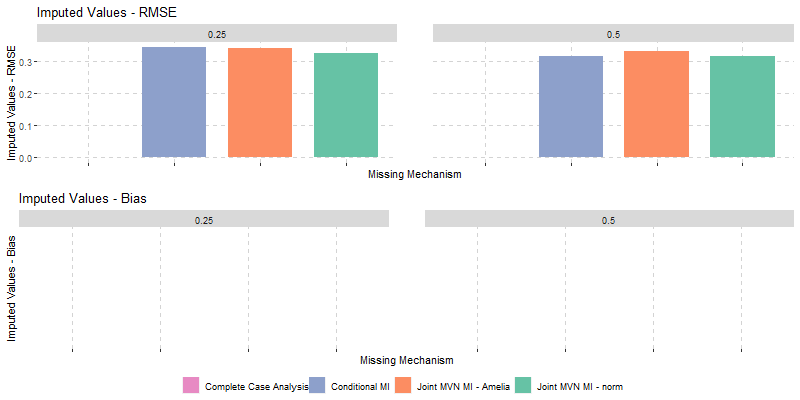 Imputed Values - RMSE
0.25
0.5
Imputed Values - RMSE
0.3
0.2
0.1
0.0
Missing Mechanism
Imputed Values - Bias
0.25
0.5
Imputed Values - Bias
Missing Mechanism
Complete Case Analysis
Conditional MI
Joint MVN MI - Amelia
Joint MVN MI - norm